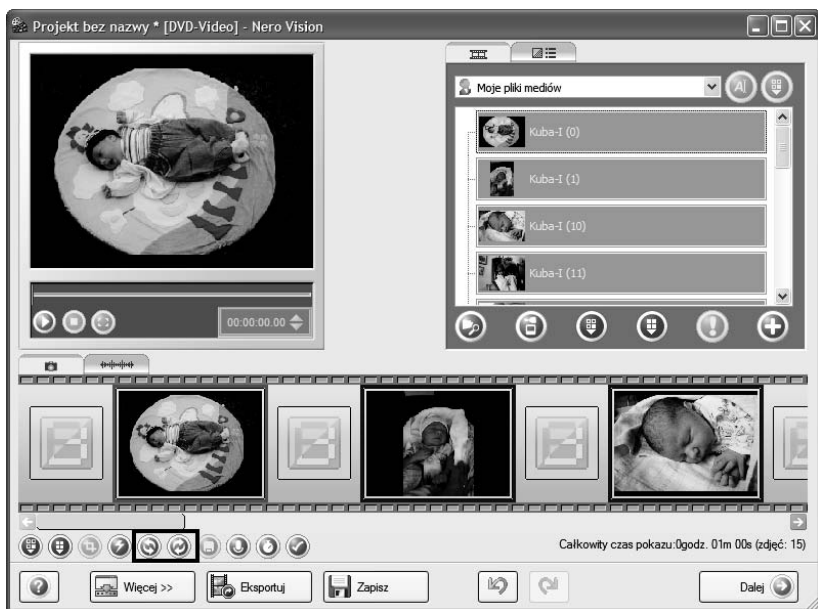 Projekt bez nazwy * [DVD-Video] - Nero Vision
Moje pliki mediów
Kuba-I (0)
Kuba-I (1)
Kuba-I (10)
Kuba-I (11)
00:00:00.00
Całkowity czas pokazu:0godz. 01m 00s (zdjęć: 15)
Więcej >>
Eksportuj
Zapisz
Dalej